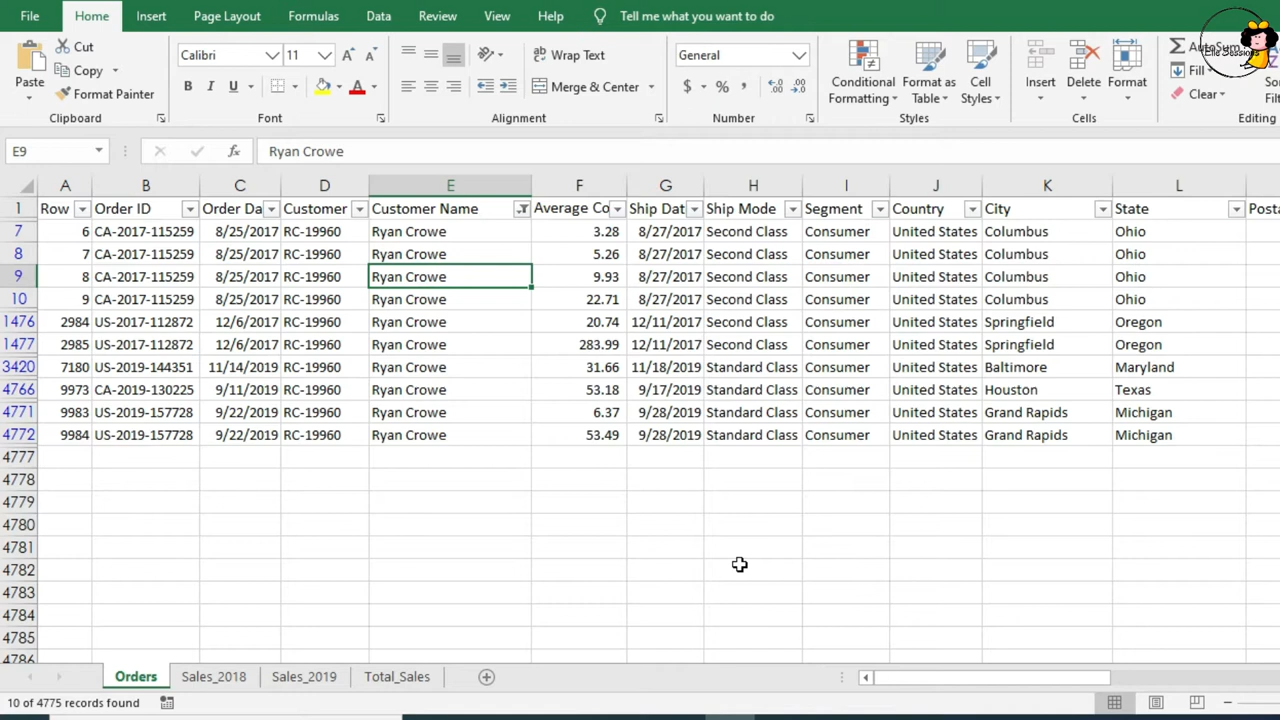 File Home Insert Page Layout Formulas Data Review View Help Tell me what you want to do
Cut
Copy
Format Painter
Paste
Clipboard
Calibri 11
B I U
Font
Wrap Text
Merge & Center
Alignment
General
$ % ,
Number
Conditional Formatting
Format as Table
Cell Styles
Styles
Insert Delete Format
Cells
AutoSum
Fill
Clear
Editing
E9 fx Ryan Crowe
A B C D E F G H I J K L
1 Row Order ID Order Da Customer Customer Name Average Co Ship Dat Ship Mode Segment Country City State Posta
7 6 CA-2017-115259 8/25/2017 RC-19960 Ryan Crowe 3.28 8/27/2017 Second Class Consumer United States Columbus Ohio
8 7 CA-2017-115259 8/25/2017 RC-19960 Ryan Crowe 5.26 8/27/2017 Second Class Consumer United States Columbus Ohio
9 8 CA-2017-115259 8/25/2017 RC-19960 Ryan Crowe 9.93 8/27/2017 Second Class Consumer United States Columbus Ohio
10 9 CA-2017-115259 8/25/2017 RC-19960 Ryan Crowe 22.71 8/27/2017 Second Class Consumer United States Columbus Ohio
1476 2984 US-2017-112872 12/6/2017 RC-19960 Ryan Crowe 20.74 12/11/2017 Second Class Consumer United States Springfield Oregon
1477 2985 US-2017-112872 12/6/2017 RC-19960 Ryan Crowe 283.99 12/11/2017 Second Class Consumer United States Springfield Oregon
3420 7180 US-2019-144351 11/14/2019 RC-19960 Ryan Crowe 31.66 11/18/2019 Standard Class Consumer United States Baltimore Maryland
4766 9973 CA-2019-130225 9/11/2019 RC-19960 Ryan Crowe 53.18 9/17/2019 Standard Class Consumer United States Houston Texas
4771 9983 US-2019-157728 9/22/2019 RC-19960 Ryan Crowe 6.37 9/28/2019 Standard Class Consumer United States Grand Rapids Michigan
4772 9984 US-2019-157728 9/22/2019 RC-19960 Ryan Crowe 53.49 9/28/2019 Standard Class Consumer United States Grand Rapids Michigan
4777
4778
4779
4780
4781
4782
4783
4784
4785
4786
Orders Sales_2018 Sales_2019 Total_Sales
10 of 4775 records found